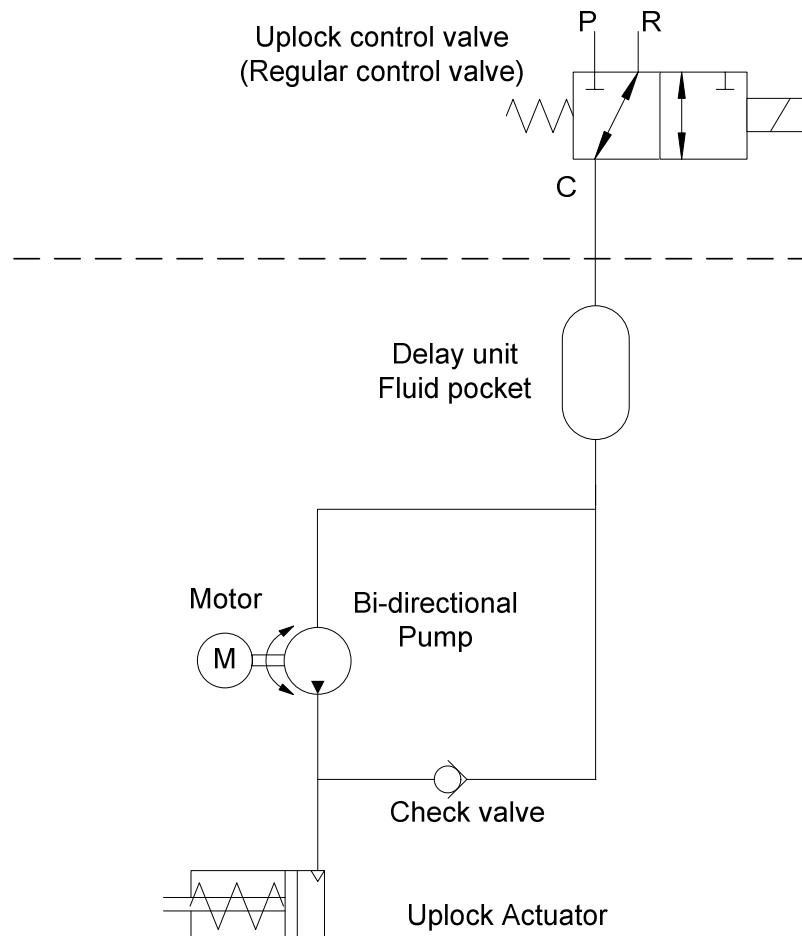 Uplock control valve
(Regular control valve)
P
R
C
Delay unit
Fluid pocket
Motor
Bi-directional
Pump
M
Check valve
Uplock Actuator